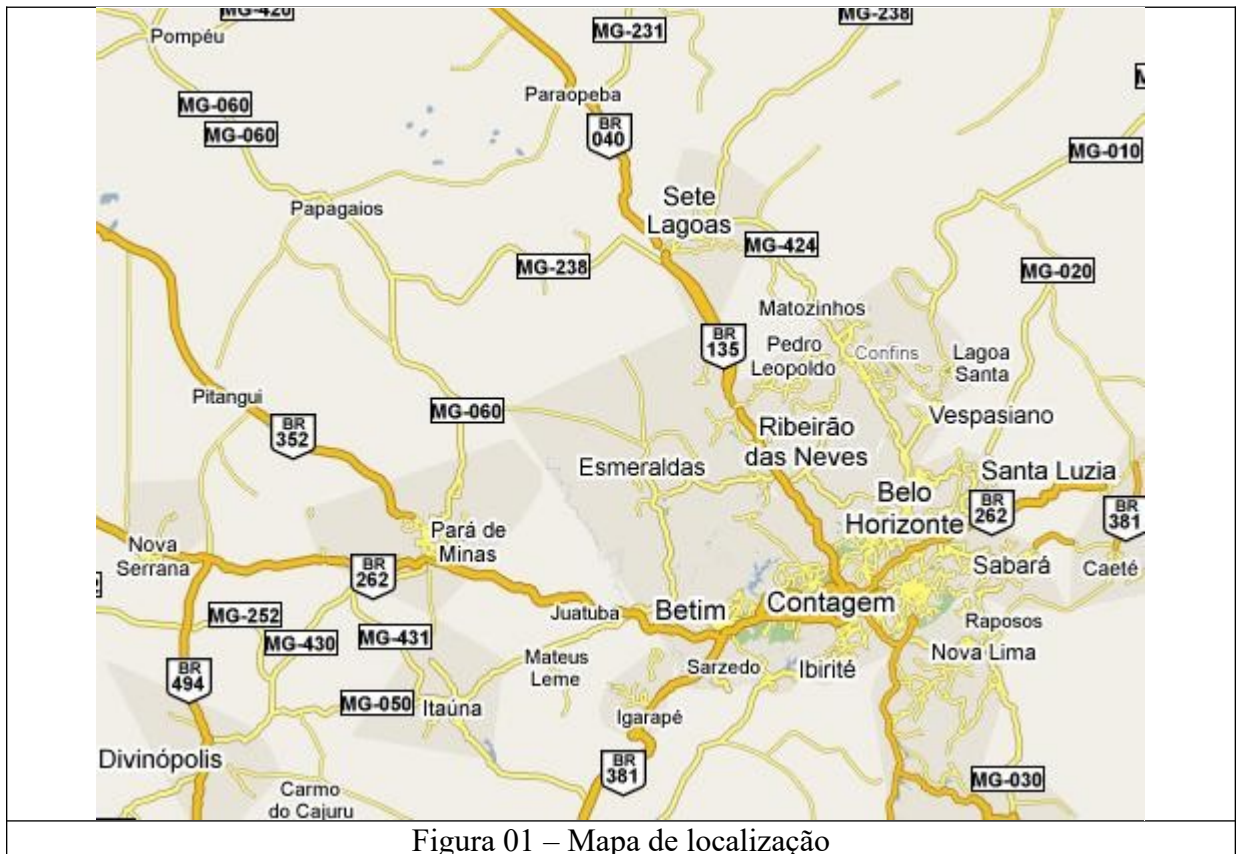 MG-420
MG-238
Pompéu
MG-231
Paraopeba
MG-060
BR
040
MG-060
MG-010
Sete
Lagoas
Papagaios
MG-424
MG-238
MG-020
Matozinhos
BR
135
Pedro
Leopoldo
Confins
Lagoa
Santa
Pitangui
MG-060
Vespasiano
BR
352
Ribeirão
das Neves
Esmeraldas
Santa Luzia
Belo
Horizonte
BR
262
BR
381
Pará de
Minas
Nova
Serrana
BR
262
Sabará
Caeté
MG-252
Juatuba
Betim
Contagem
Raposos
MG-430
MG-431
Nova Lima
Mateus
Leme
Sarzedo
Ibirité
BR
494
MG-050
Itaúna
Igarapé
Divinópolis
BR
381
MG-030
Carmo
do Cajuru
Figura 01 – Mapa de localização